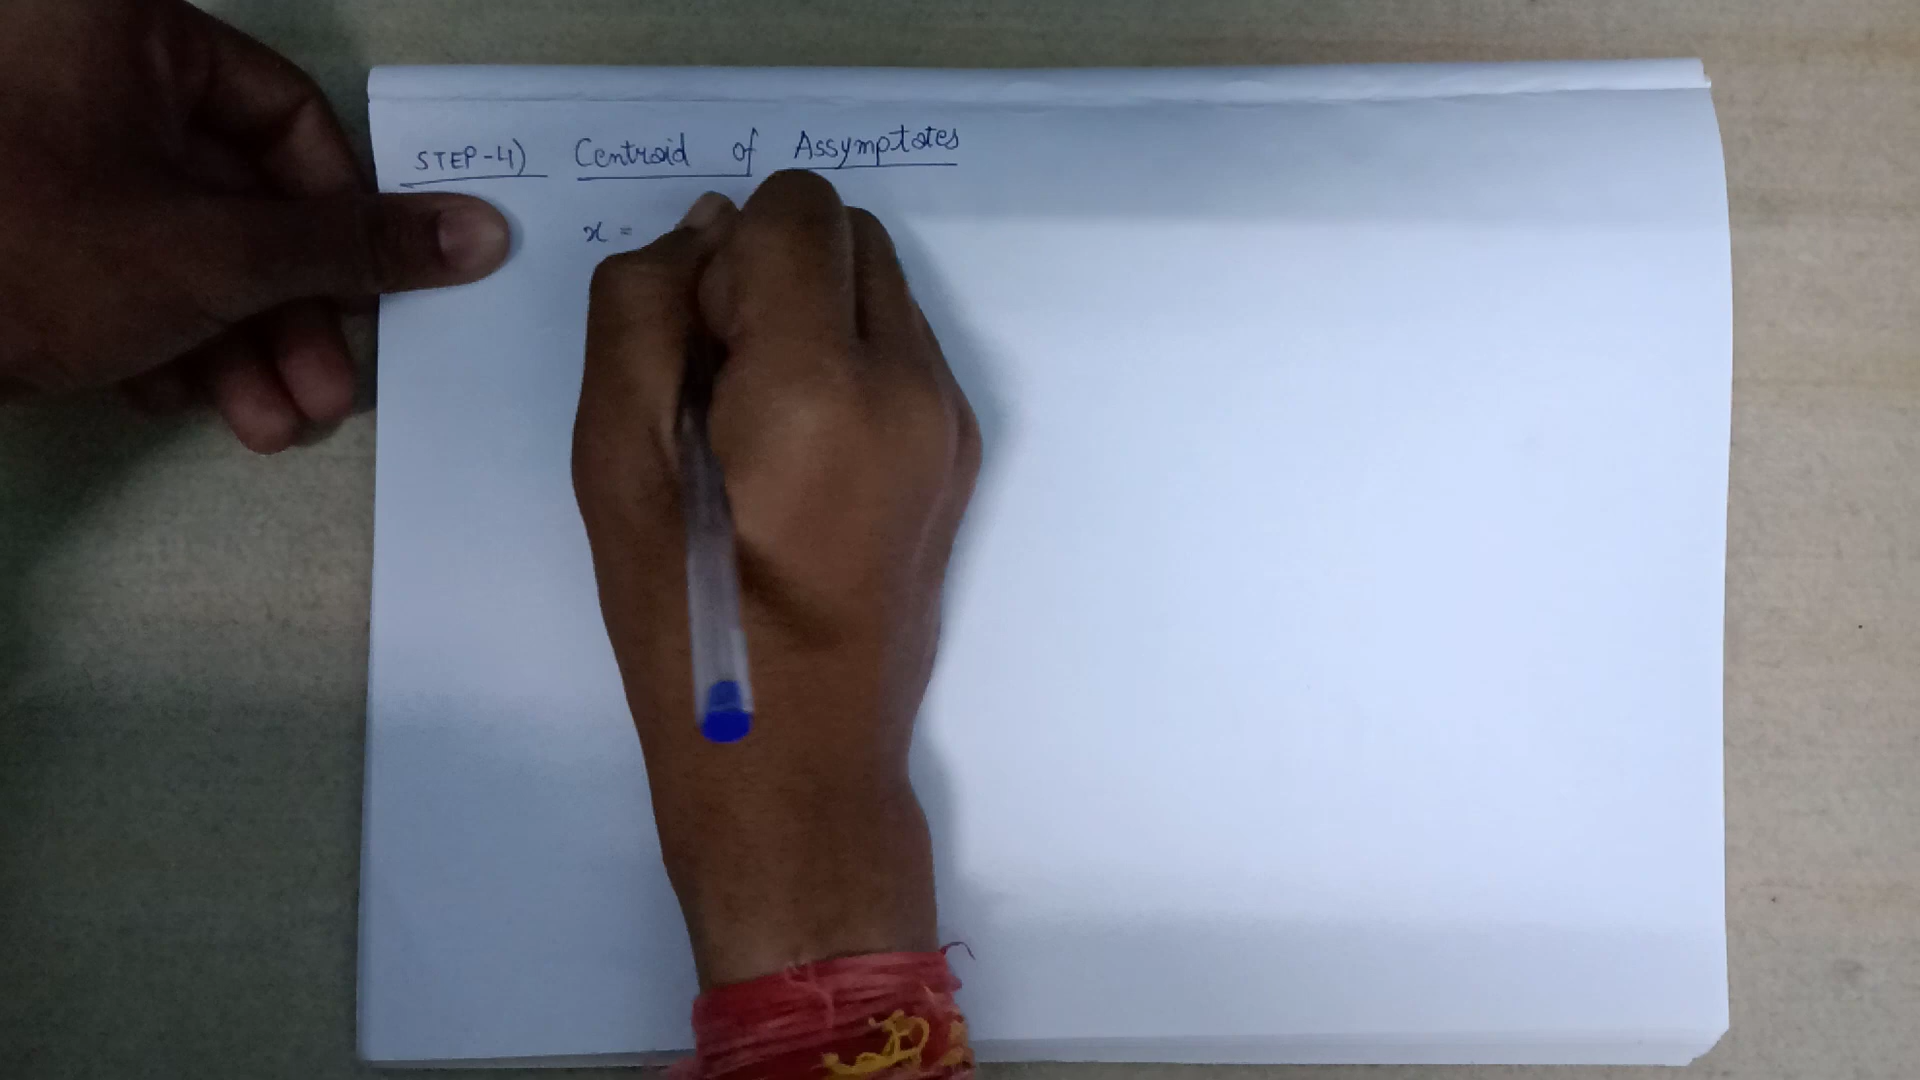 STEP-4) Centroid of Assymptotes
x =